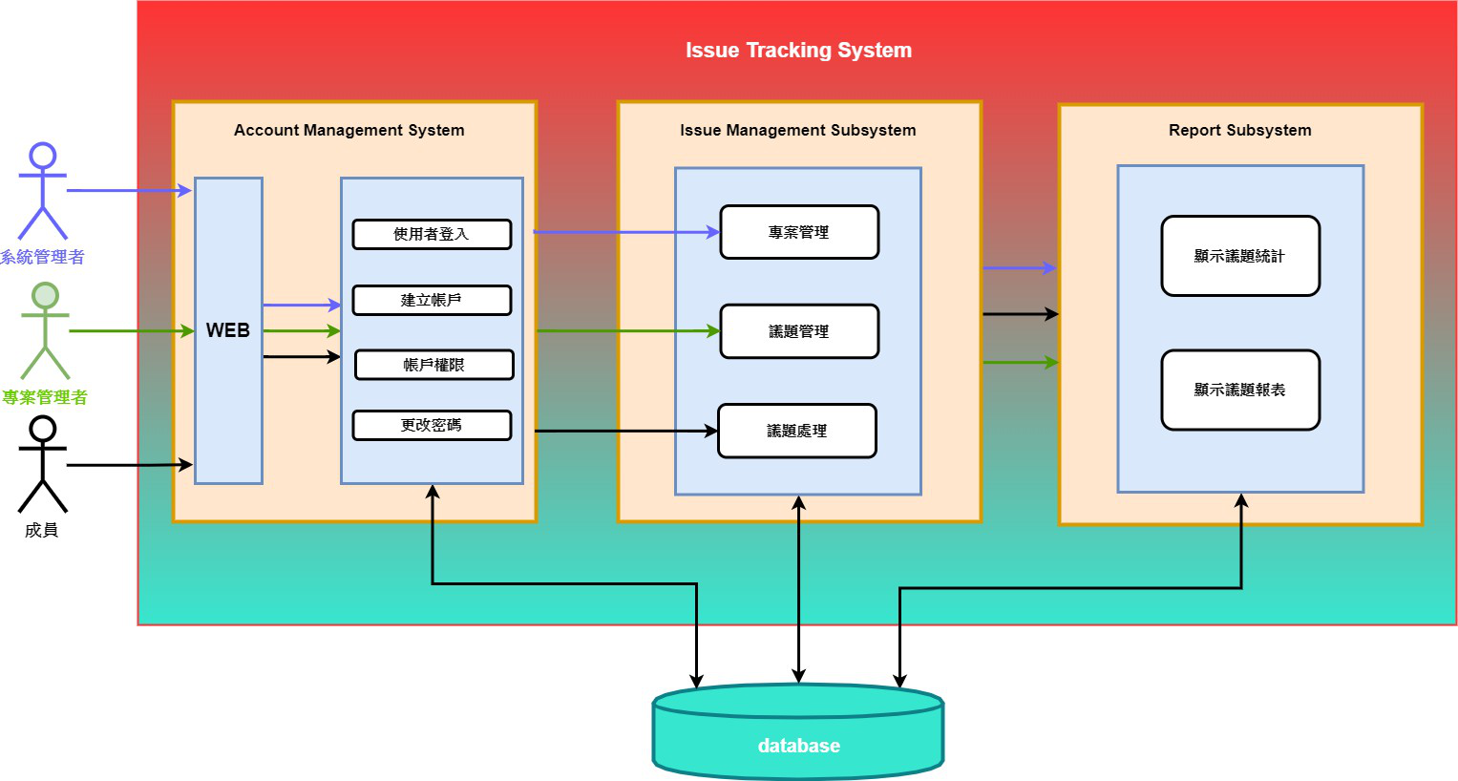 Issue Tracking System
Account Management System
Issue Management Subsystem
Report Subsystem
系統管理者
專案管理者
成員
WEB
使用者登入
建立帳戶
帳戶權限
更改密碼
專案管理
議題管理
議題處理
顯示議題統計
顯示議題報表
database